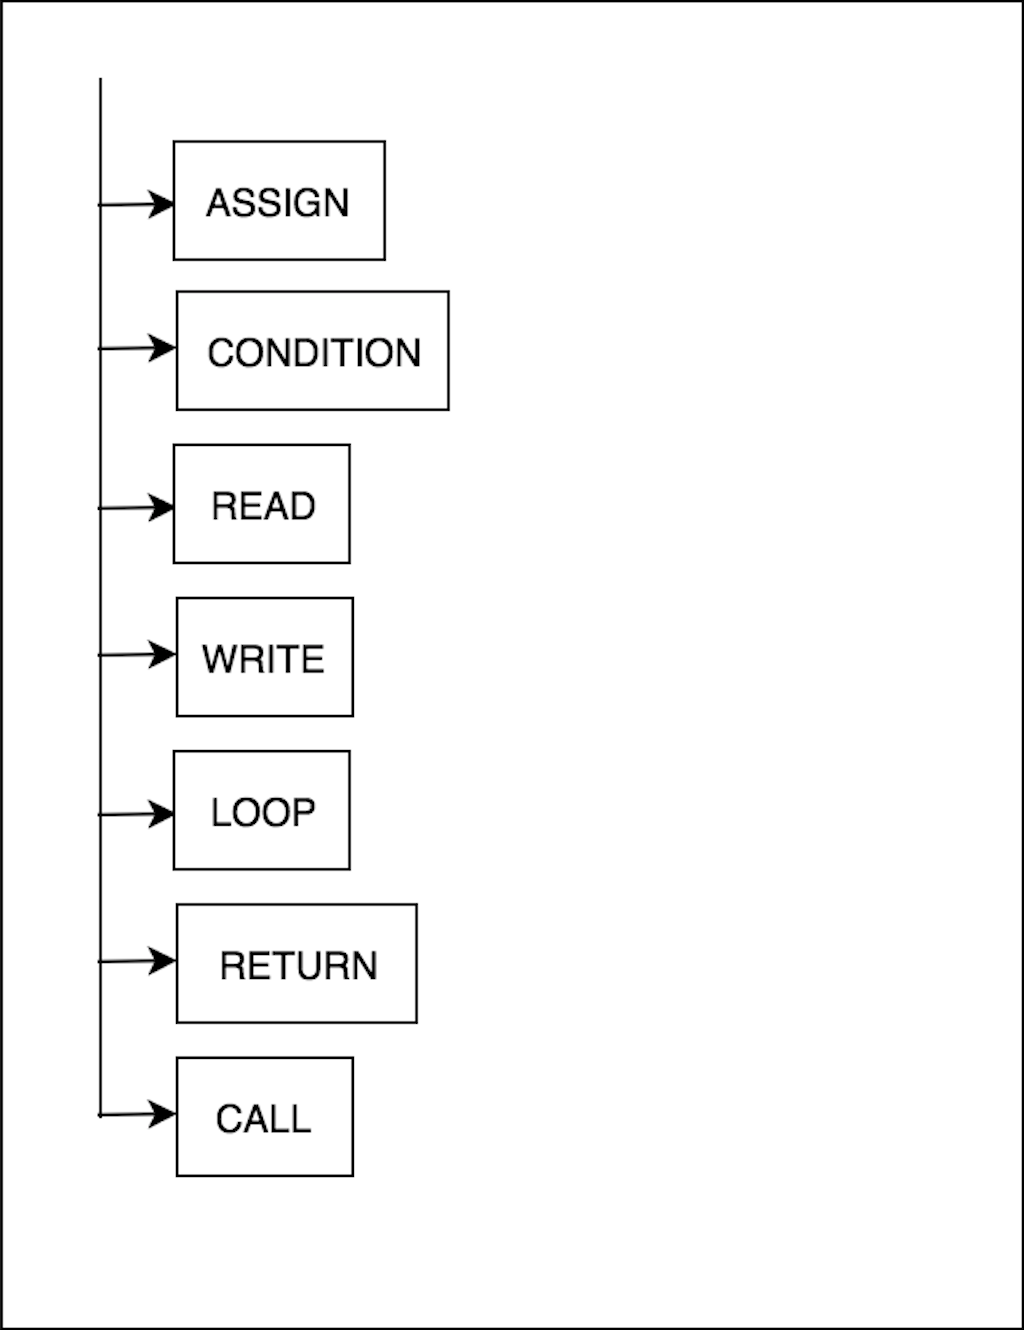 ASSIGN
CONDITION
READ
WRITE
LOOP
RETURN
CALL